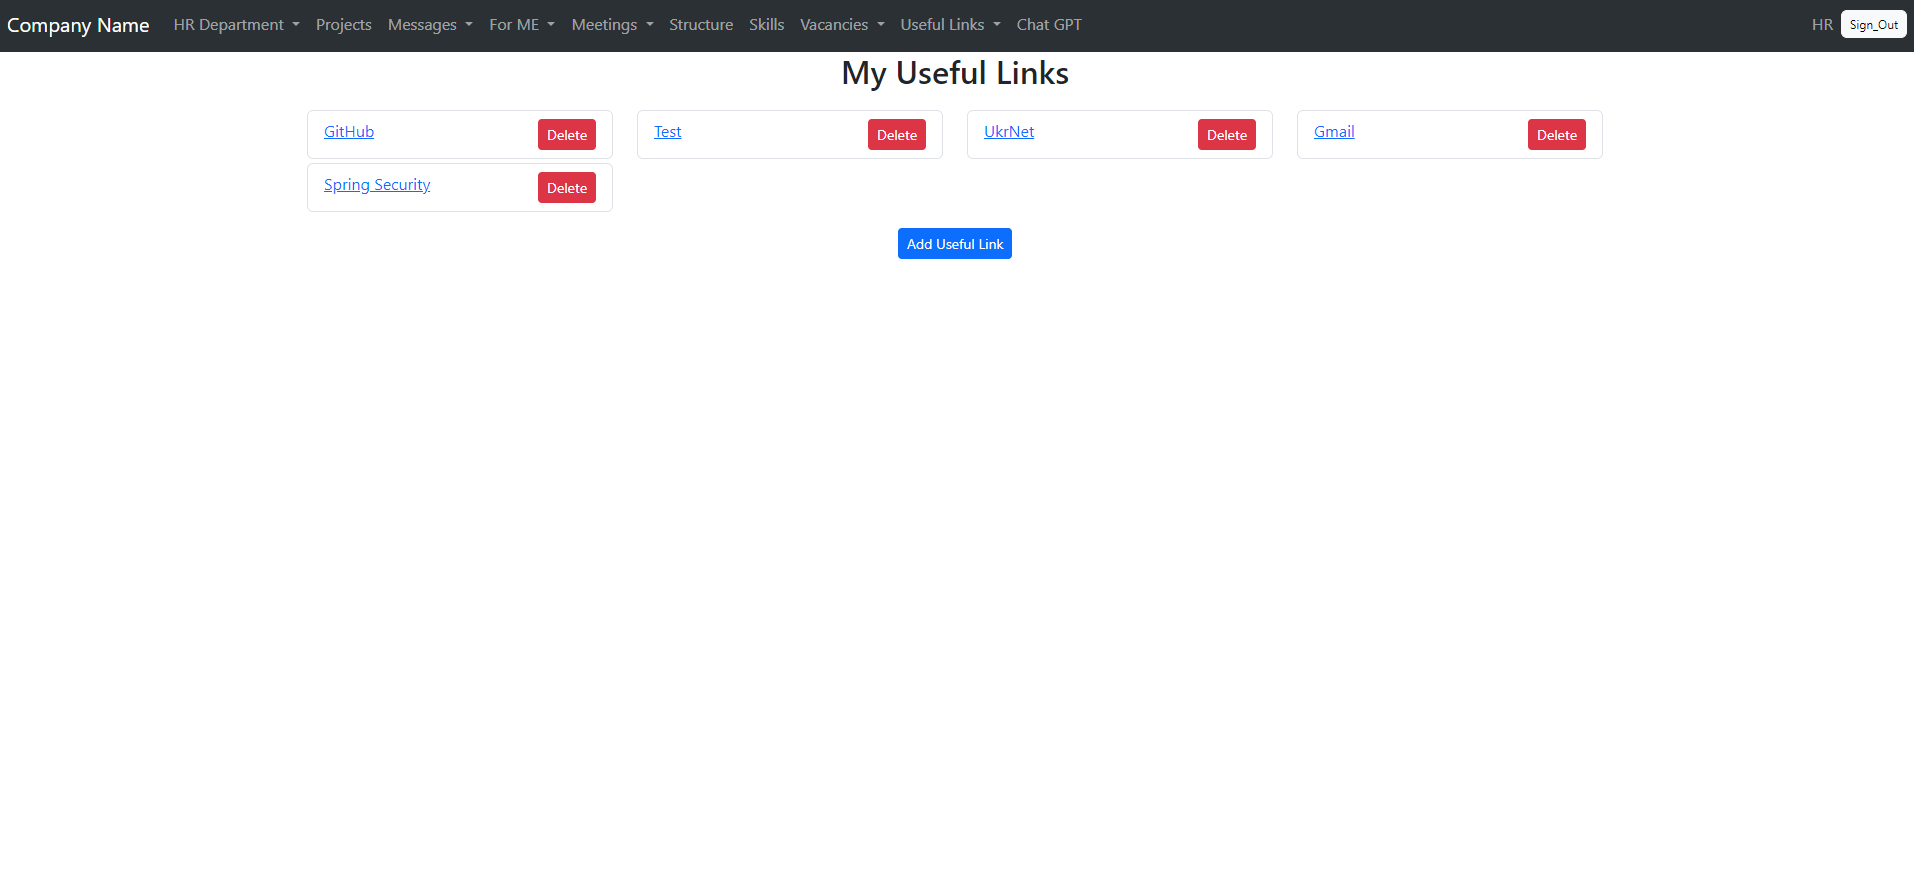 Company Name HR Department Projects Messages For ME Meetings Structure Skills Vacancies Useful Links Chat GPT HR Sign_Out
My Useful Links
GitHub Delete Test Delete UkrNet Delete Gmail Delete
Spring Security Delete
Add Useful Link